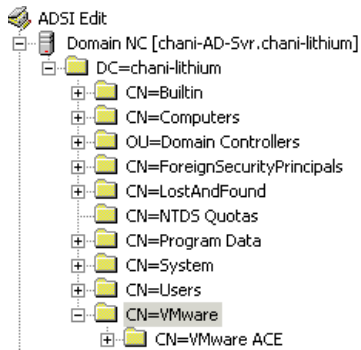 ADSI Edit
Domain NC [chani-AD-Svr.chani-lithium]
DC=chani-lithium
CN=Builtin
CN=Computers
OU=Domain Controllers
CN=ForeignSecurityPrincipals
CN=LostAndFound
CN=NTDS Quotas
CN=Program Data
CN=System
CN=Users
CN=VMware
CN=VMware ACE